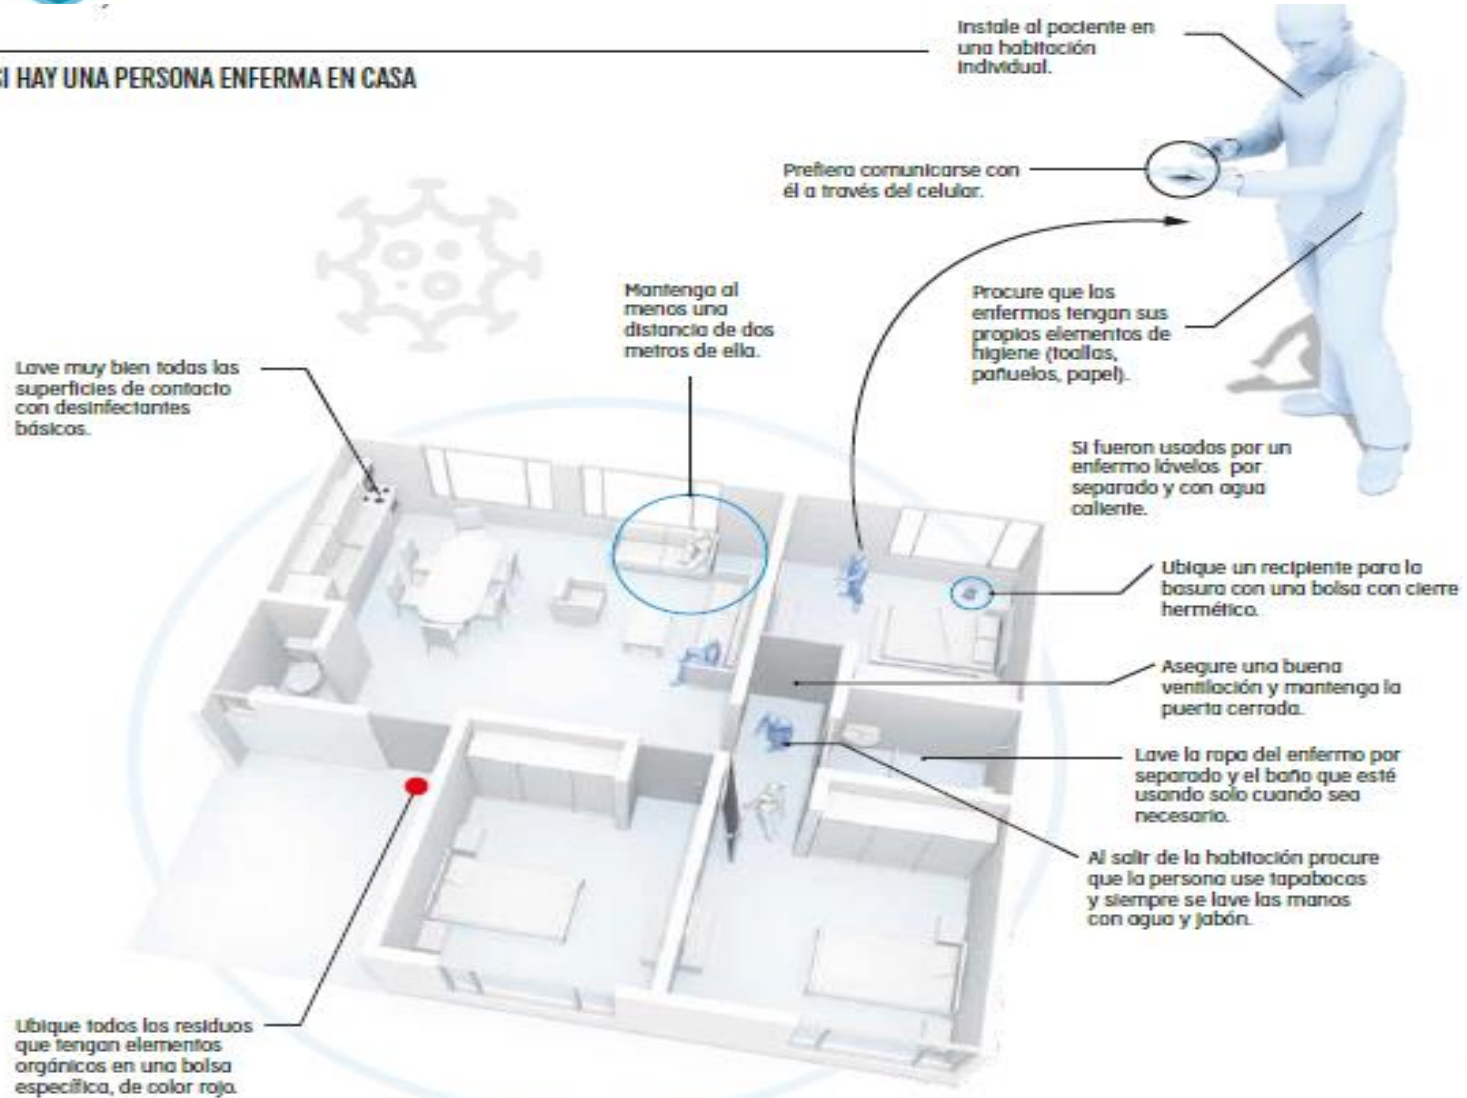 SI HAY UNA PERSONA ENFERMA EN CASA
Instale al paciente en
una habitación
individual.
Prefiera comunicarse con
él a través del celular.
Procure que los
enfermos tengan sus
propios elementos de
higiene (toallas,
pañuelos, papel).
Mantenga al
menos una
distancia de dos
metros de ella.
Lave muy bien todas las
superficies de contacto
con desinfectantes
básicos.
Si fueron usados por un
enfermo lávelos por
separado y con agua
caliente.
Ubique un recipiente para la
basura con una bolsa con cierre
hermético.
Asegure una buena
ventilación y mantenga la
puerta cerrada.
Lave la ropa del enfermo por
separado y el baño que esté
usando solo cuando sea
necesario.
Al salir de la habitación procure
que la persona use tapabocas
y siempre se lave las manos
con agua y jabón.
Ubique todos los residuos
que tengan elementos
orgánicos en una bolsa
específica, de color rojo.